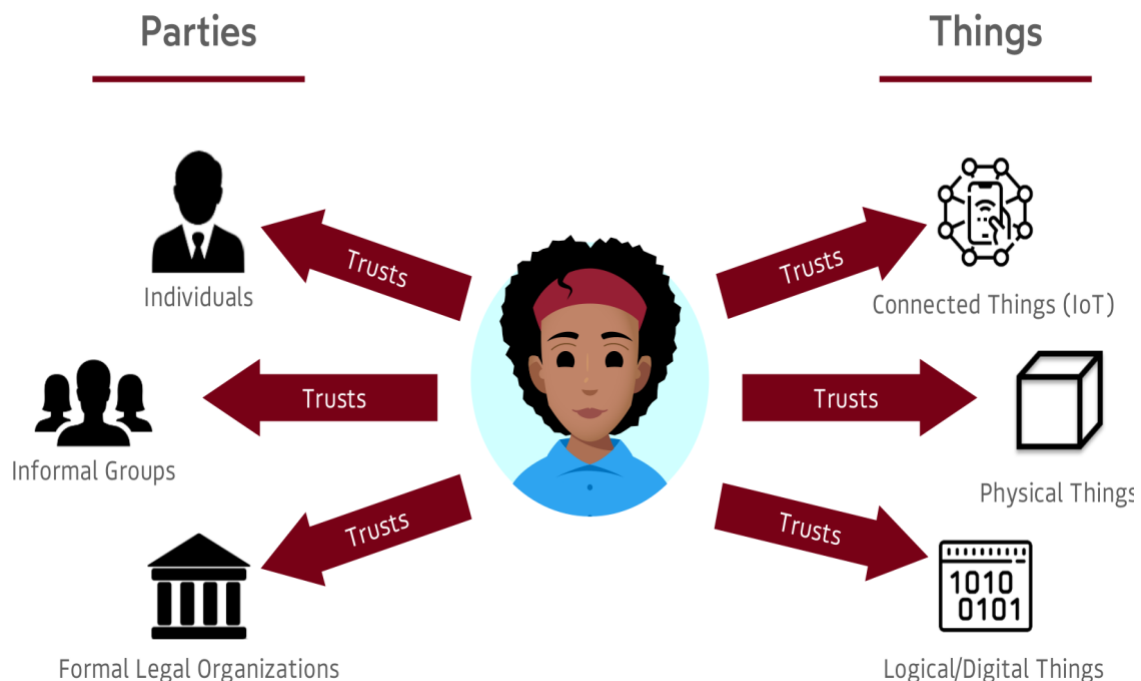 Parties
Things
Trusts
Individuals
Trusts
Connected Things (IoT)
Trusts
Informal Groups
Trusts
Physical Things
Trusts
Formal Legal Organizations
Trusts
1010
0101
Logical/Digital Things